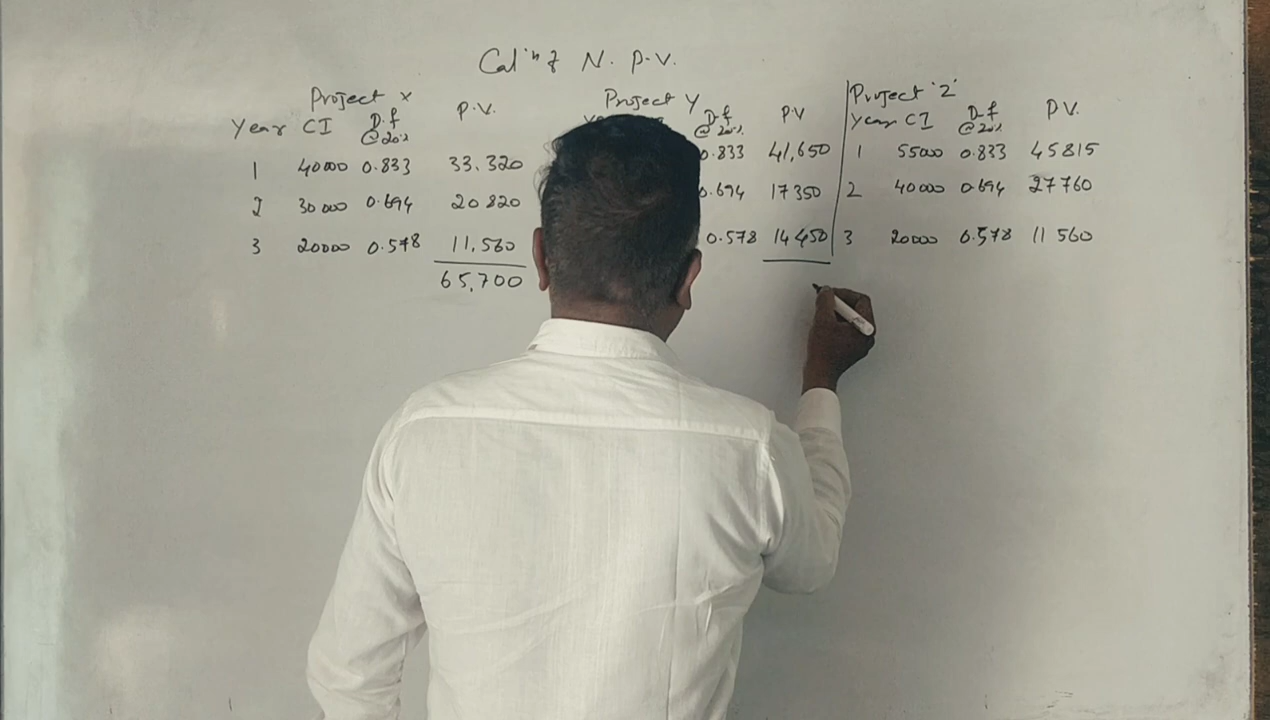 Cal'n of N. P.V.
Project X Project Y Project 'Z'
Year CI D.f @20% P.V. D.f @20% PV Year CI D.f @20% PV.
1 40000 0.833 33,320 0.833 41,650 1 55000 0.833 45815
2 30000 0.694 20820 0.694 17350 2 40000 0.694 27760
3 20000 0.578 11,560 0.578 14450 3 20000 0.578 11560
65,700